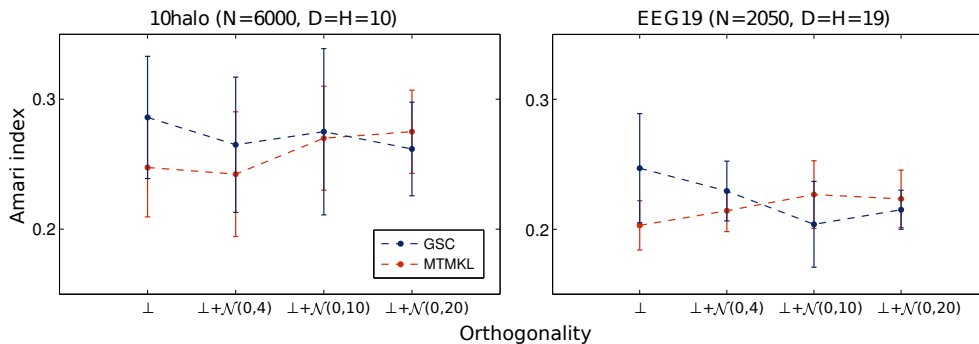 10halo (N=6000, D=H=10)
EEG19 (N=2050, D=H=19)
Amari index
0.3
0.2
GSC
MTMKL
⊥
⊥+𝒩(0,4)
⊥+𝒩(0,10)
⊥+𝒩(0,20)
0.3
0.2
⊥
⊥+𝒩(0,4)
⊥+𝒩(0,10)
⊥+𝒩(0,20)
Orthogonality